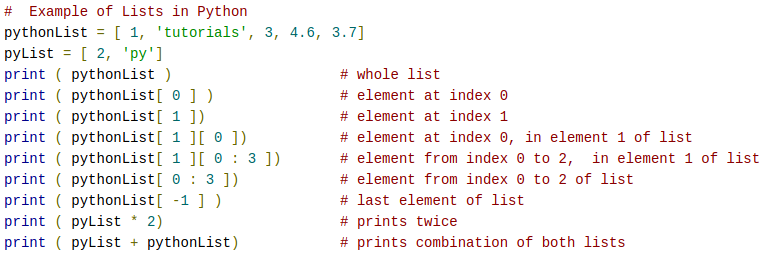 #  Example of Lists in Python
pythonList = [ 1, 'tutorials', 3, 4.6, 3.7]
pyList = [ 2, 'py']
print ( pythonList )                    # whole list
print ( pythonList[ 0 ] )               # element at index 0
print ( pythonList[ 1 ])                # element at index 1
print ( pythonList[ 1 ][ 0 ])           # element at index 0, in element 1 of list
print ( pythonList[ 1 ][ 0 : 3 ])       # element from index 0 to 2,  in element 1 of list
print ( pythonList[ 0 : 3 ])            # element from index 0 to 2 of list
print ( pythonList[ -1 ] )              # last element of list
print ( pyList * 2)                     # prints twice
print ( pyList + pythonList)            # prints combination of both lists